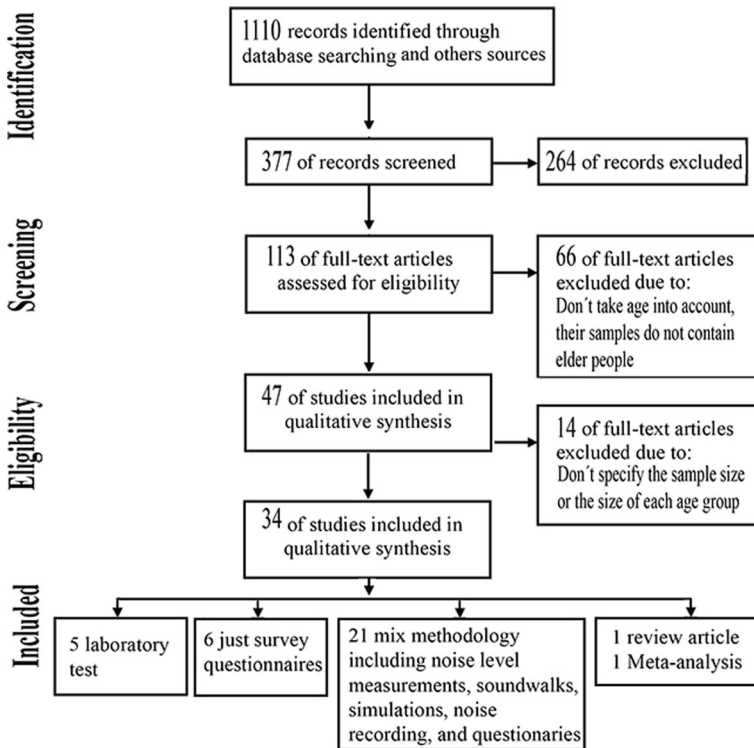 Identification
1110 records identified through
database searching and others sources
377 of records screened
264 of records excluded
Screening
113 of full-text articles
assessed for eligibility
66 of full-text articles
excluded due to:
Don´t take age into account,
their samples do not contain
elder people
Eligibility
47 of studies included in
qualitative synthesis
14 of full-text articles
excluded due to:
Don´t specify the sample size
or the size of each age group
34 of studies included in
qualitative synthesis
Included
5 laboratory
test
6 just survey
questionnaires
21 mix methodology
including noise level
measurements, soundwalks,
simulations, noise
recording, and questionaries
1 review article
1 Meta-analysis